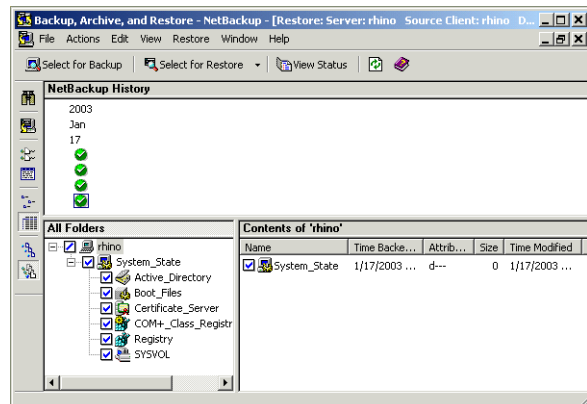 Backup, Archive, and Restore - NetBackup - [Restore: Server: rhino   Source Client: rhino   D...
File Actions Edit View Restore Window Help
Select for Backup Select for Restore View Status
NetBackup History
2003
Jan
17
All Folders
rhino
System_State
Active_Directory
Boot_Files
Certificate_Server
COM+_Class_Registr
Registry
SYSVOL
Contents of 'rhino'
Name Time Backe... Attrib... Size Time Modified
System_State 1/17/2003 ... d--- 0 1/17/2003 ...